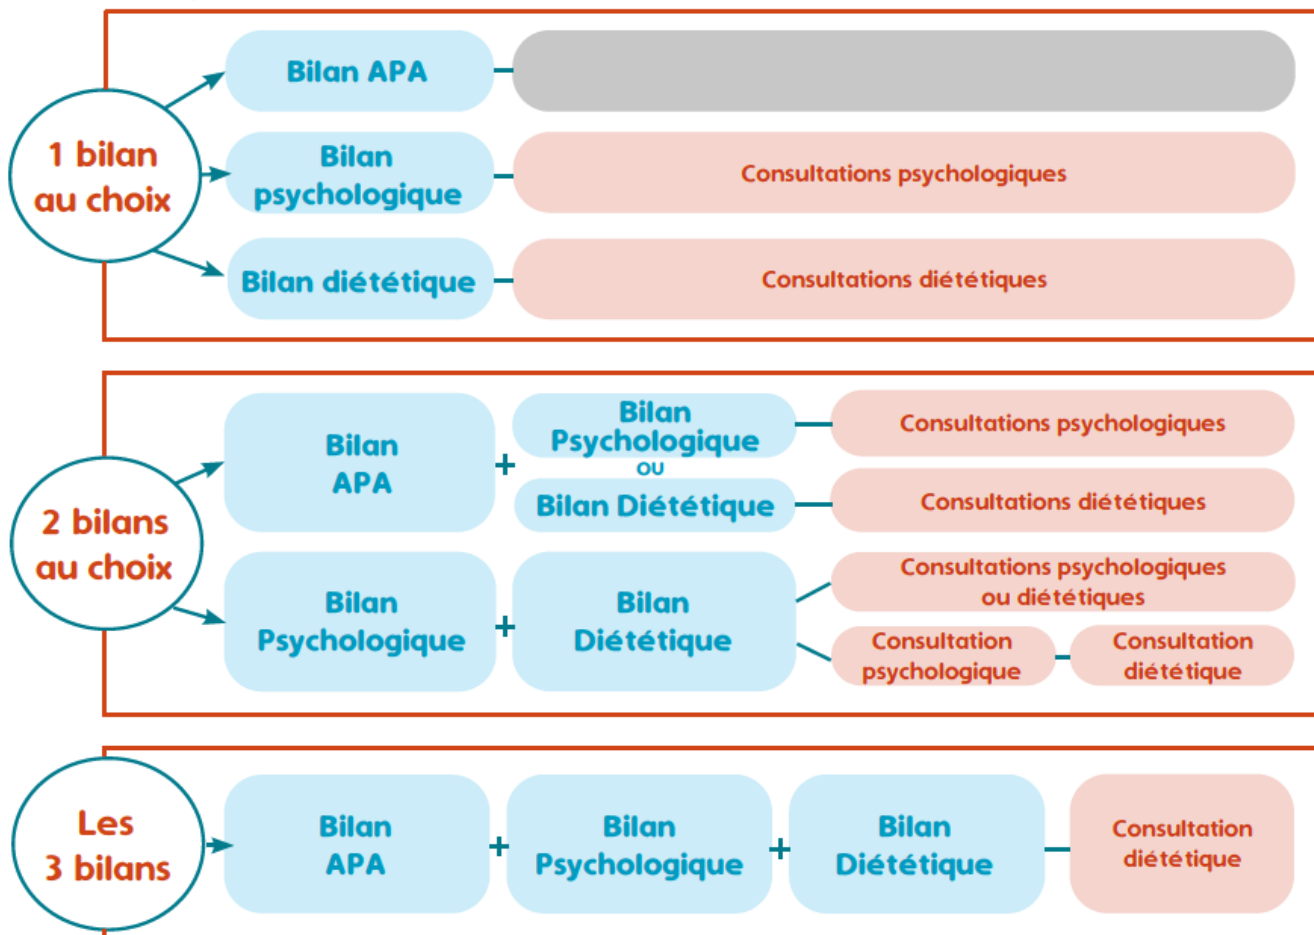 1 bilan
au choix
Bilan APA
Bilan
psychologique
Consultations psychologiques
Bilan diététique
Consultations diététiques
2 bilans
au choix
Bilan
APA
+
Bilan
Psychologique
OU
Bilan Diététique
Consultations psychologiques
Consultations diététiques
Bilan
Psychologique
+
Bilan
Diététique
Consultations psychologiques
ou diététiques
Consultation
psychologique
Consultation
diététique
Les
3 bilans
Bilan
APA
+
Bilan
Psychologique
+
Bilan
Diététique
Consultation
diététique